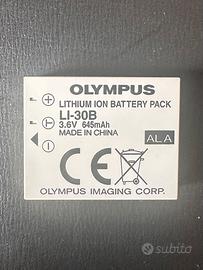 OLYMPUS
LITHIUM ION BATTERY PACK
LI-30B
3.6V 645mAh
MADE IN CHINA
ALA
CE
OLYMPUS IMAGING CORP.
subito